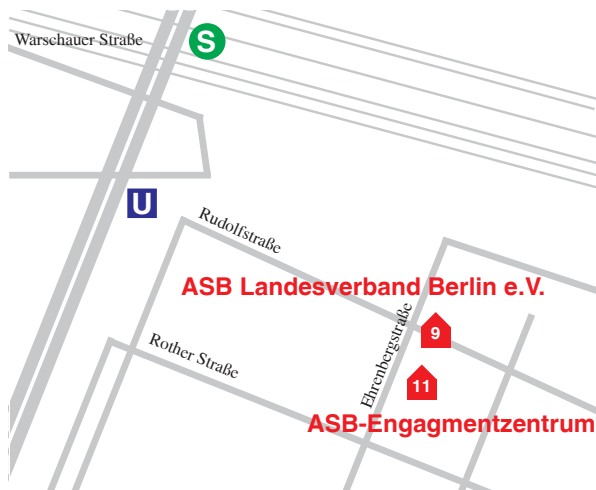 Warschauer Straße
S
U
Rudolfstraße
ASB Landesverband Berlin e.V.
9
Rother Straße
Ehrenbergstraße
11
ASB-Engagmentzentrum